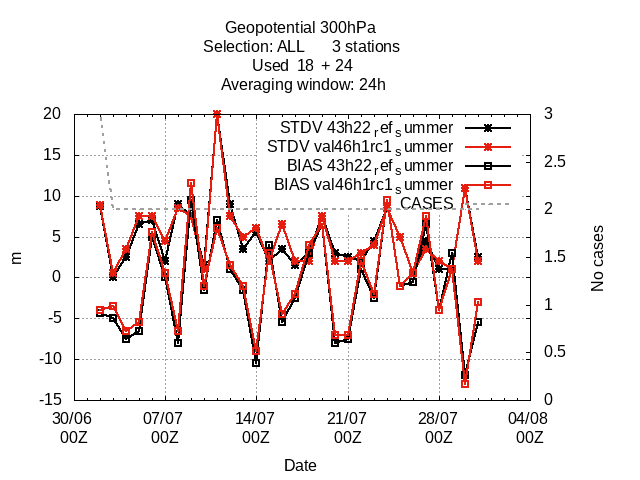 Geopotential 300hPa
Selection: ALL 3 stations
Used 18 + 24
Averaging window: 24h
20 3
STDV 43h22_ref_summer
STDV val46h1rc1_summer
15 2.5
BIAS 43h22_ref_summer
BIAS val46h1rc1_summer
CASES
10 2
5 1.5
0 1
-5
-10 0.5
-15 0
m
No cases
30/06 07/07 14/07 21/07 28/07 04/08
00Z 00Z 00Z 00Z 00Z 00Z
Date